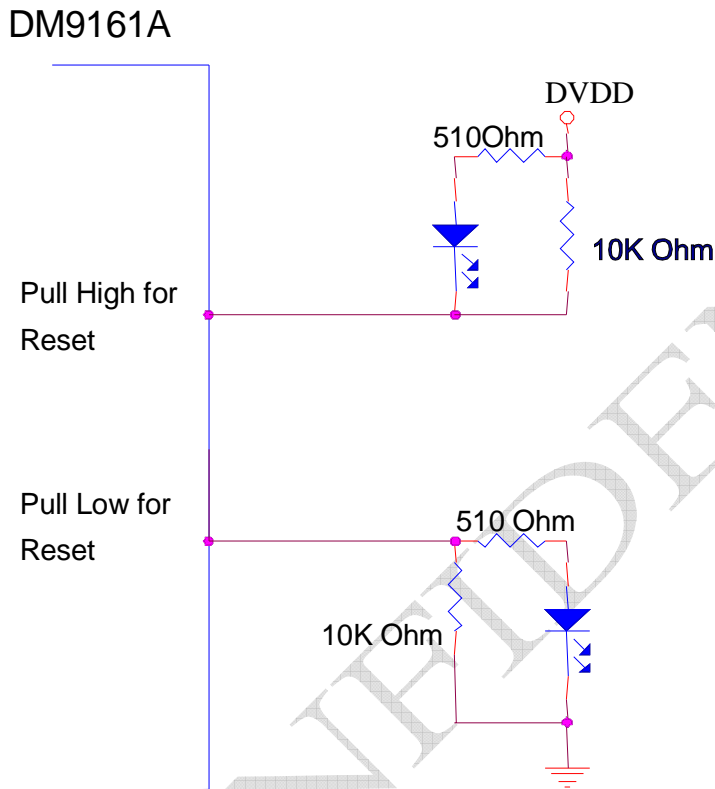 DM9161A
DVDD
510Ohm
10K Ohm
Pull High for
Reset
Pull Low for
Reset
510 Ohm
10K Ohm